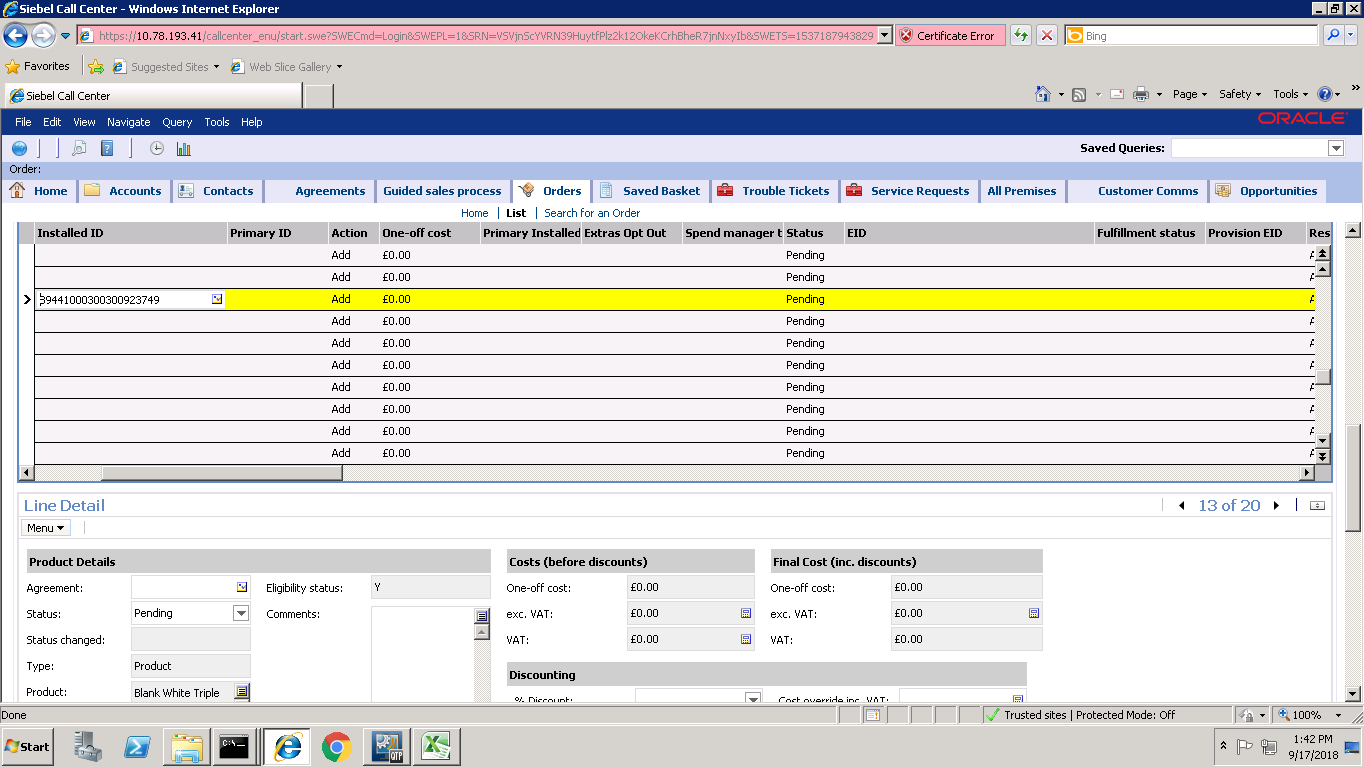 Siebel Call Center - Windows Internet Explorer
https://10.78.193.41/callcenter_enu/start.swe?SWECmd=Login&SWEPL=1&SRN=VSVjnScYVRN39HuytfPlz2k12OkeKCrhBheR7jnNxyIb&SWETS=1537187943829 Certificate Error Bing
Favorites Suggested Sites Web Slice Gallery
Siebel Call Center Page Safety Tools »
File Edit View Navigate Query Tools Help ORACLE
Saved Queries:
Order:
Home Accounts Contacts Agreements Guided sales process Orders Saved Basket Trouble Tickets Service Requests All Premises Customer Comms Opportunities
Home List Search for an Order
Installed ID Primary ID Action One-off cost Primary Installed Extras Opt Out Spend manager t Status EID Fulfillment status Provision EID Res
Add £0.00 Pending
Add £0.00 Pending
39441000300300923749 Add £0.00 Pending
Add £0.00 Pending
Add £0.00 Pending
Add £0.00 Pending
Add £0.00 Pending
Add £0.00 Pending
Add £0.00 Pending
Add £0.00 Pending
Line Detail 13 of 20
Menu
Product Details Costs (before discounts) Final Cost (inc. discounts)
Agreement: Eligibility status: Y One-off cost: £0.00 One-off cost: £0.00
Status: Pending Comments: exc. VAT: £0.00 exc. VAT: £0.00
Status changed: VAT: £0.00 VAT: £0.00
Type: Product
Discounting
Product: Blank White Triple % Discount: Cost override inc. VAT:
Done Trusted sites | Protected Mode: Off 100%
Start C:\ QTP 1:42 PM
9/17/2018